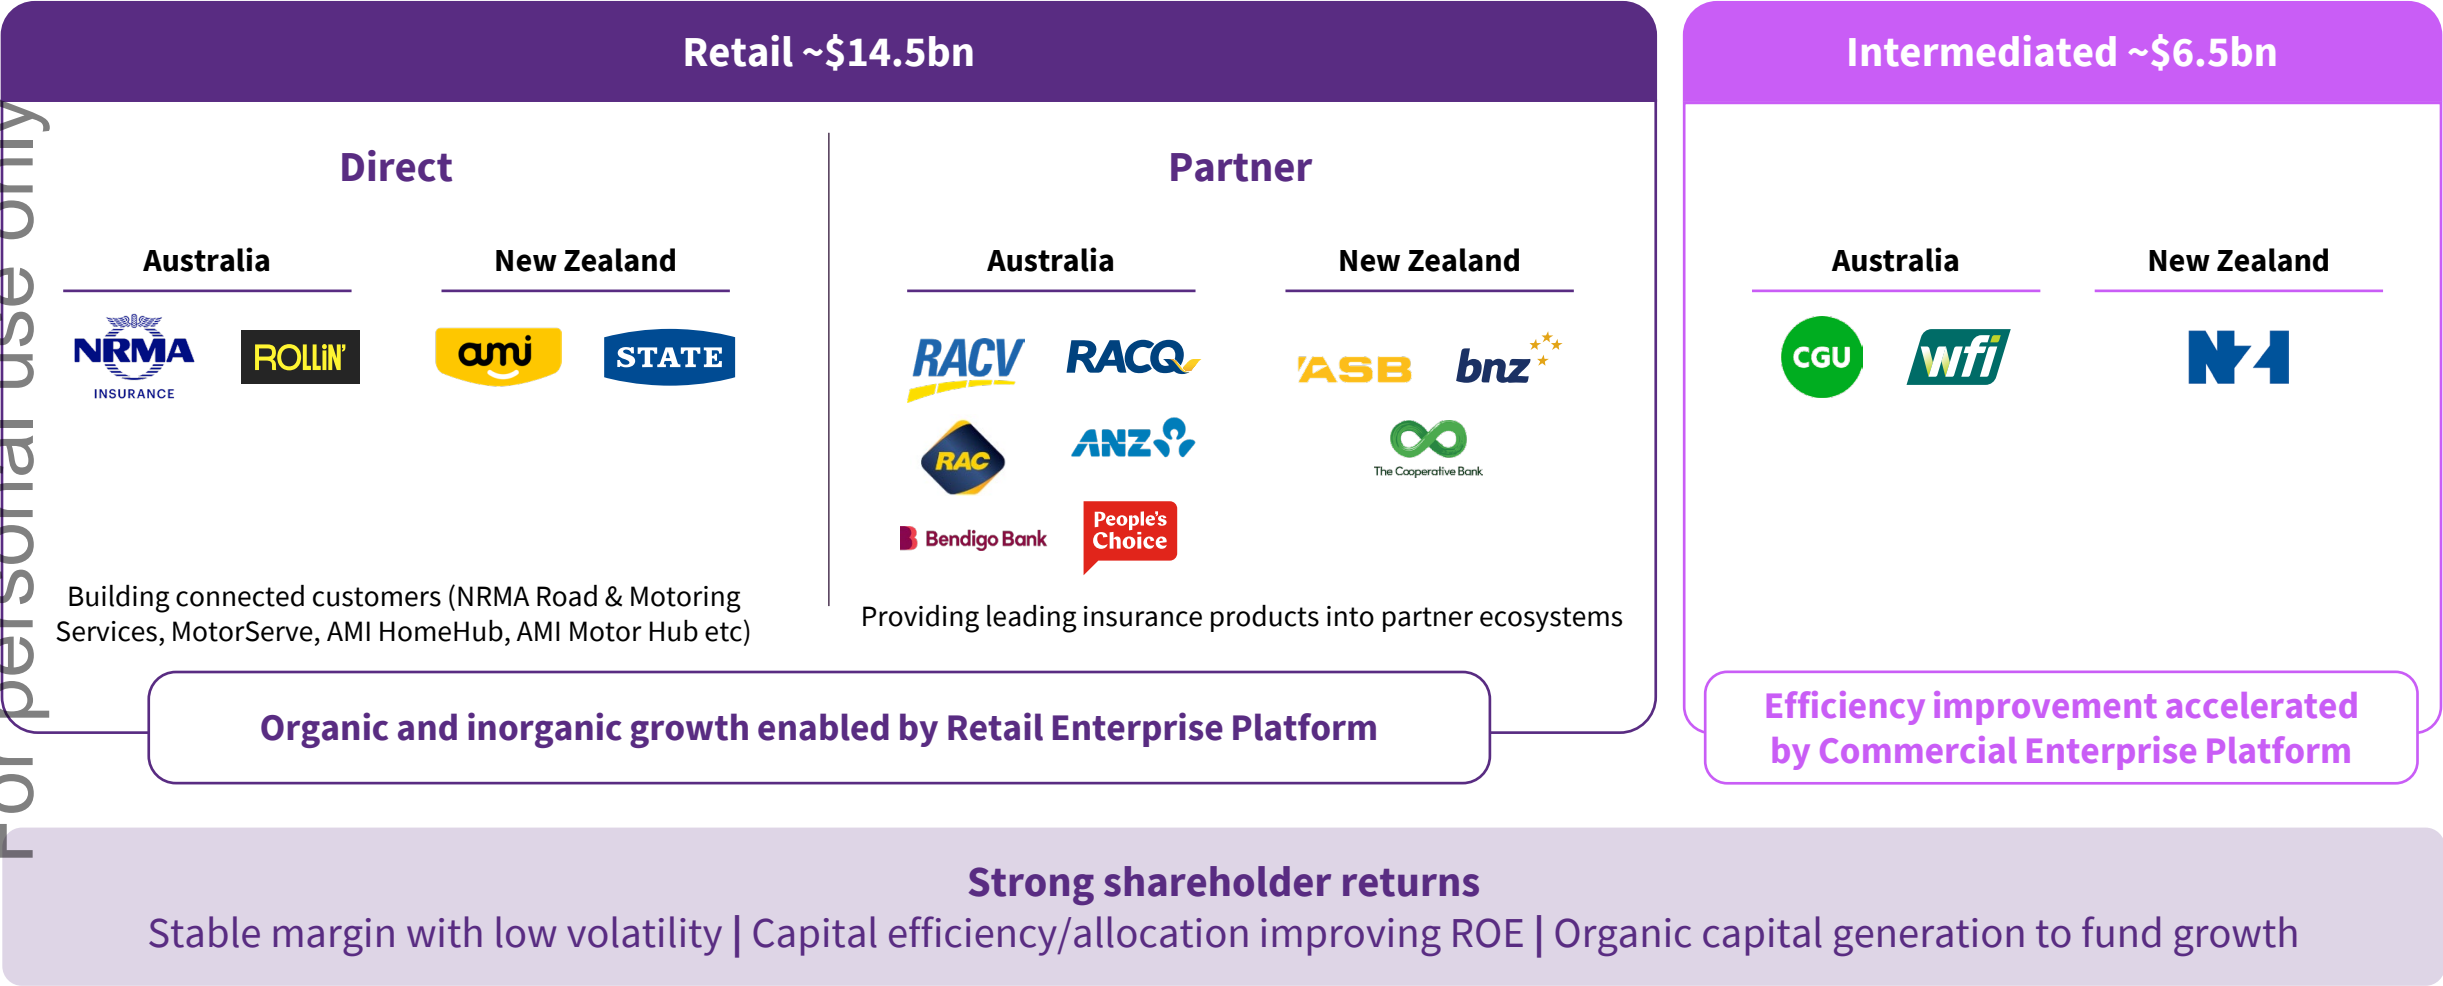 Retail ~$14.5bn
Intermediated ~$6.5bn
For personal use only
Direct
Partner
Australia
New Zealand
Australia
New Zealand
Australia
New Zealand
NRMA
INSURANCE
ROLLiN'
ami
STATE
RACV
RACQ
ASB
bnz
CGU
wfi
NZI
RAC
ANZ
The Cooperative Bank
Bendigo Bank
People's
Choice
Building connected customers (NRMA Road & Motoring
Services, MotorServe, AMI HomeHub, AMI Motor Hub etc)
Providing leading insurance products into partner ecosystems
Organic and inorganic growth enabled by Retail Enterprise Platform
Efficiency improvement accelerated
by Commercial Enterprise Platform
Strong shareholder returns
Stable margin with low volatility | Capital efficiency/allocation improving ROE | Organic capital generation to fund growth